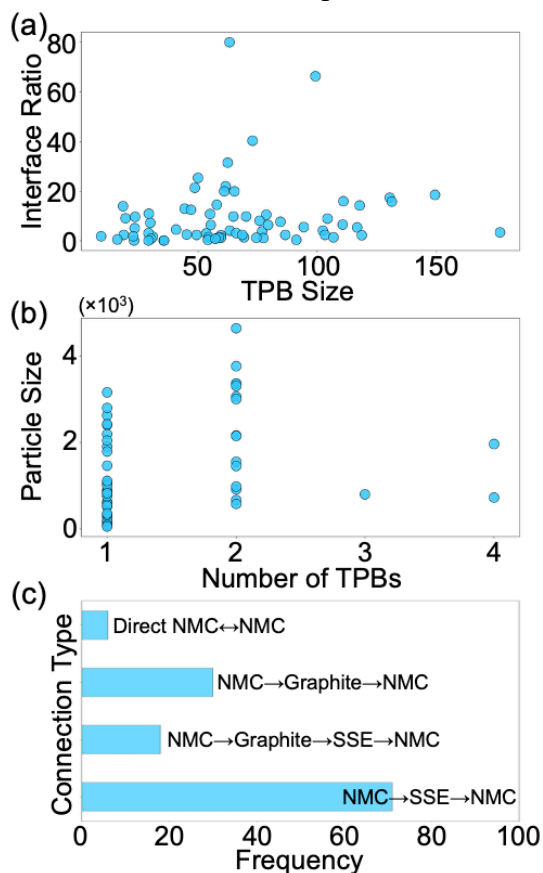 (a)
Interface Ratio
80
60
40
20
0
50
100
150
TPB Size
(b)
(×10³)
Particle Size
4
2
0
1
2
3
4
Number of TPBs
(c)
Connection Type
Direct NMC↔NMC
NMC→Graphite→NMC
NMC→Graphite→SSE→NMC
NMC→SSE→NMC
0
20
40
60
80
100
Frequency